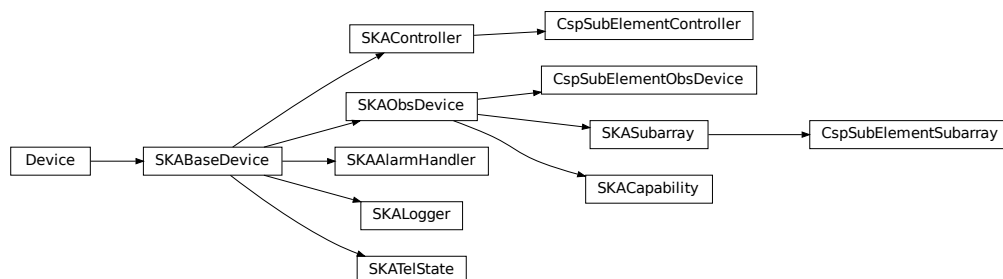 SKAController
CspSubElementController
CspSubElementObsDevice
SKAObsDevice
SKASubarray
CspSubElementSubarray
Device
SKABaseDevice
SKAAlarmHandler
SKACapability
SKALogger
SKATelState